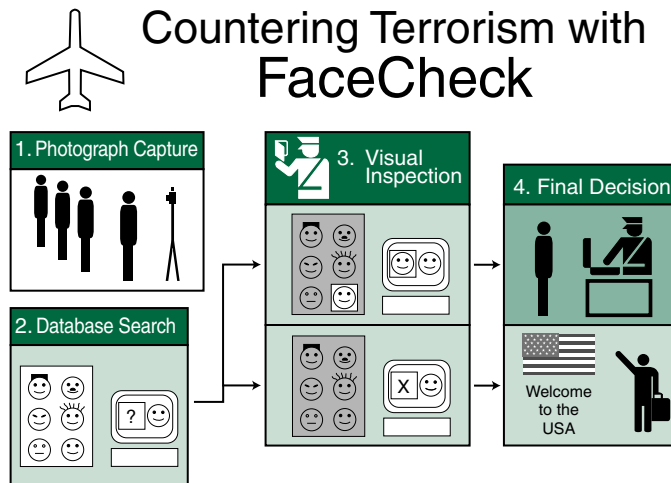 Countering Terrorism with
FaceCheck
1. Photograph Capture
2. Database Search
?
3. Visual
Inspection
X
4. Final Decision
Welcome
to the
USA